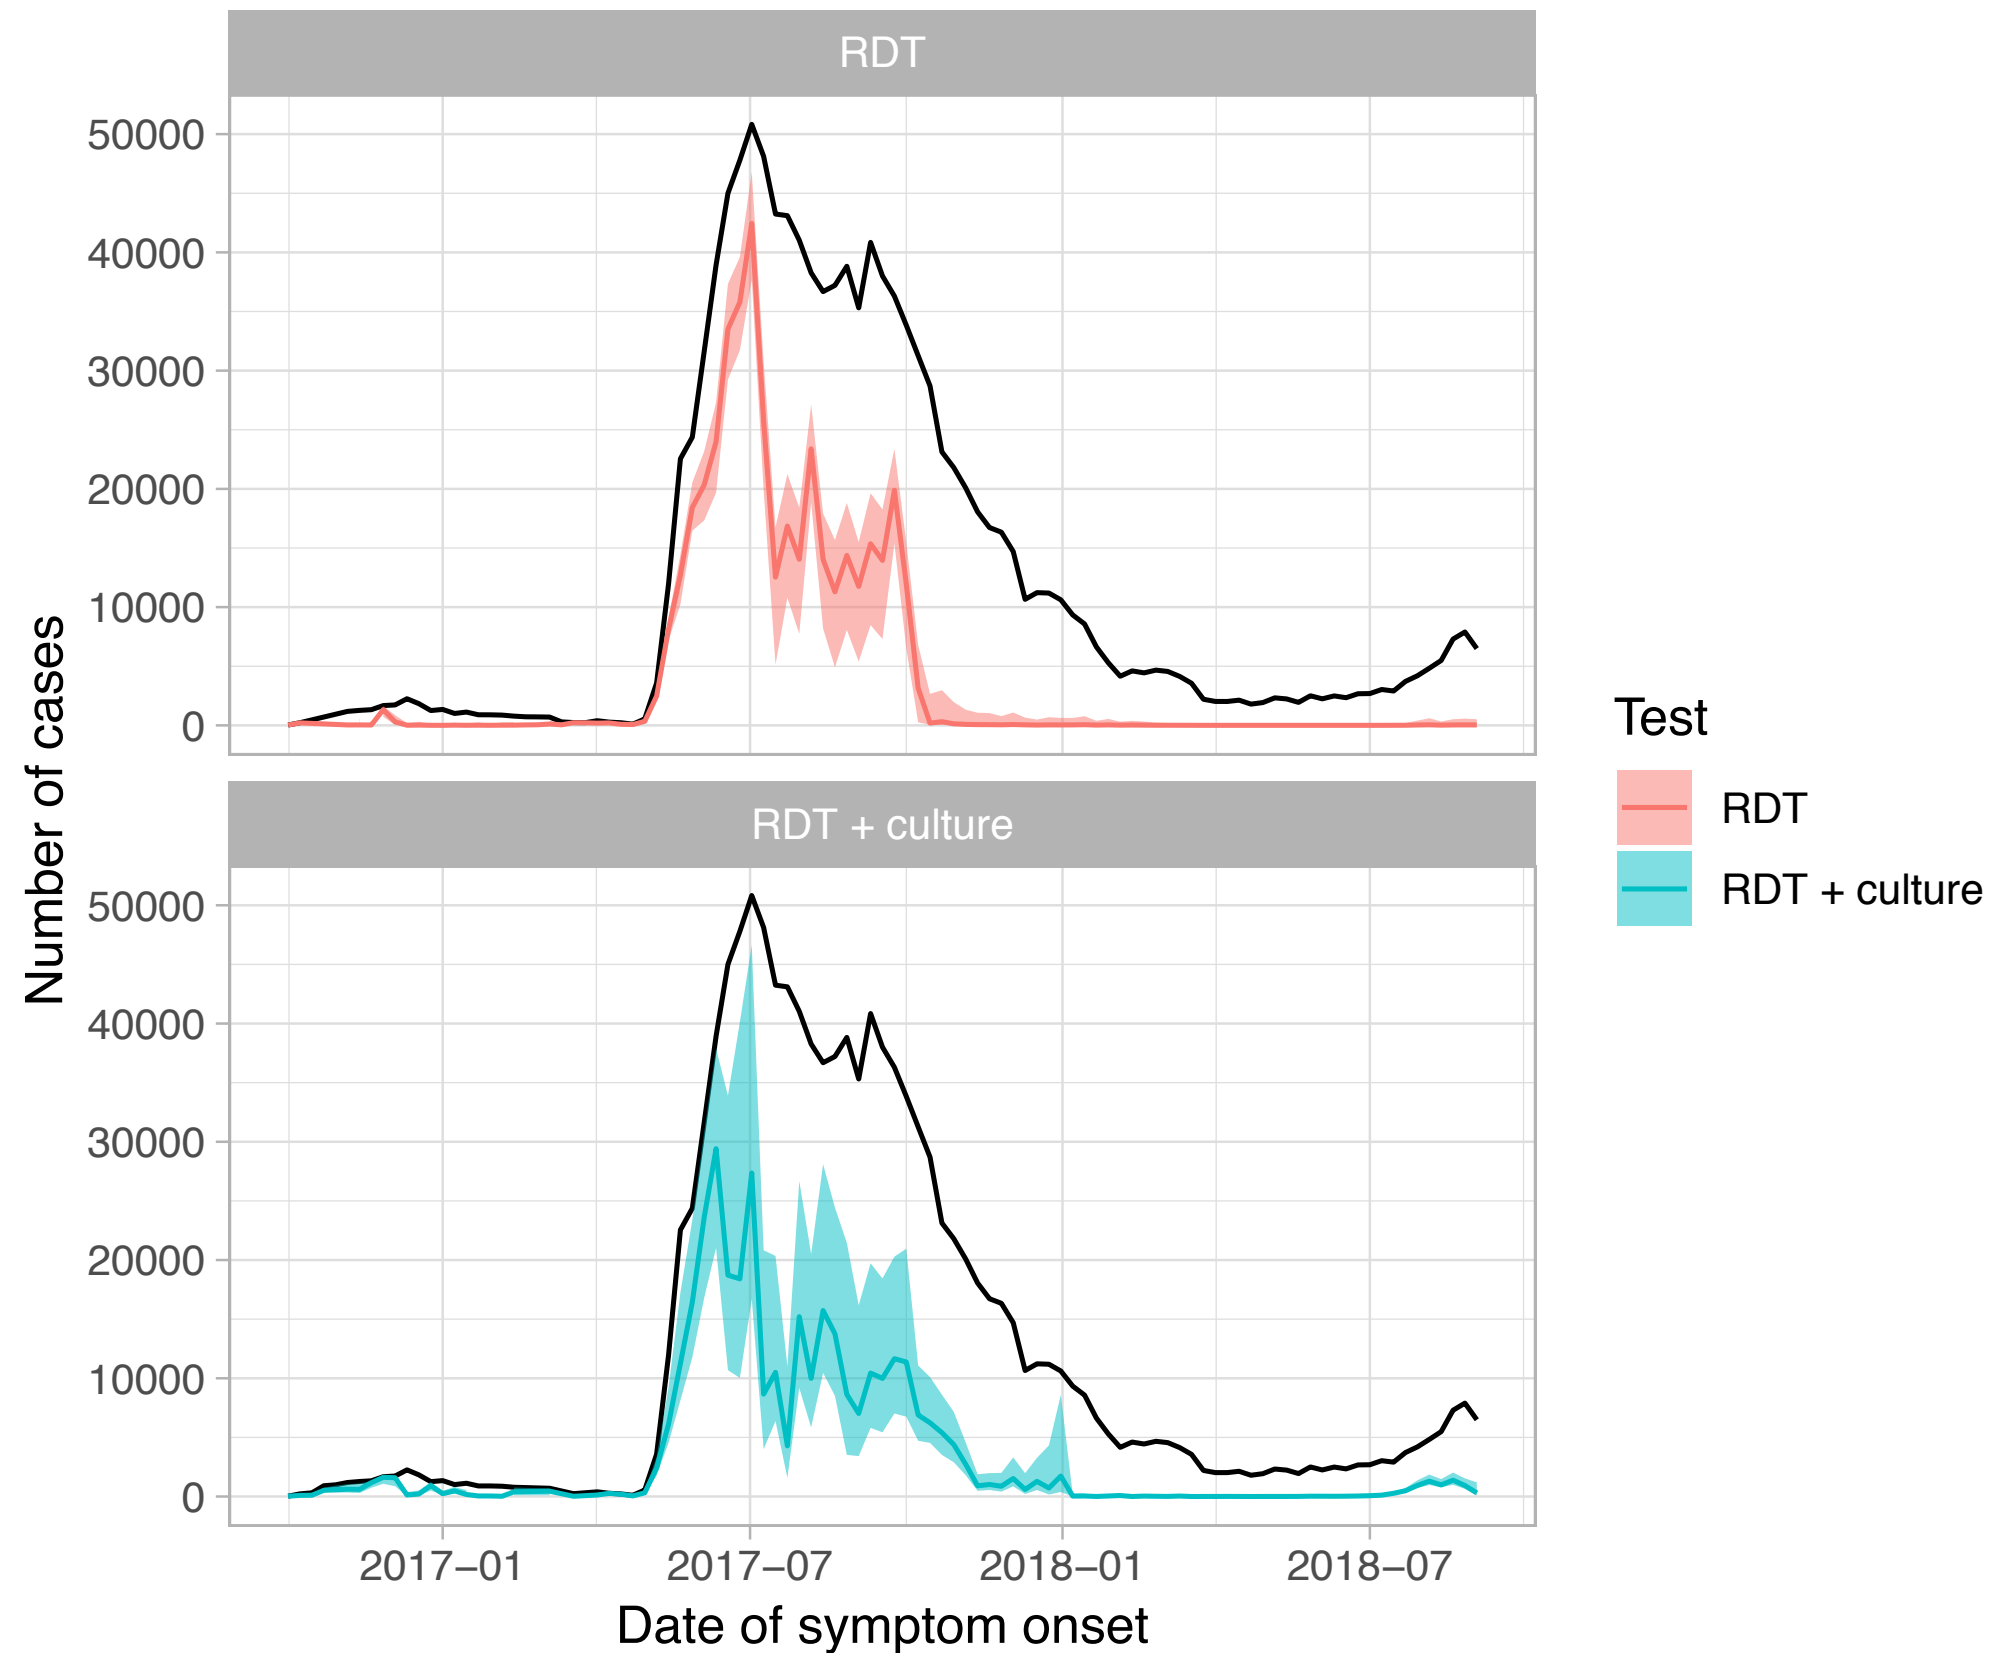 RDT
50000
40000
30000
20000
10000
0
RDT + culture
50000
40000
30000
20000
10000
0
2017−01 2017−07 2018−01 2018−07
Date of symptom onset
Number of cases
Test
RDT
RDT + culture